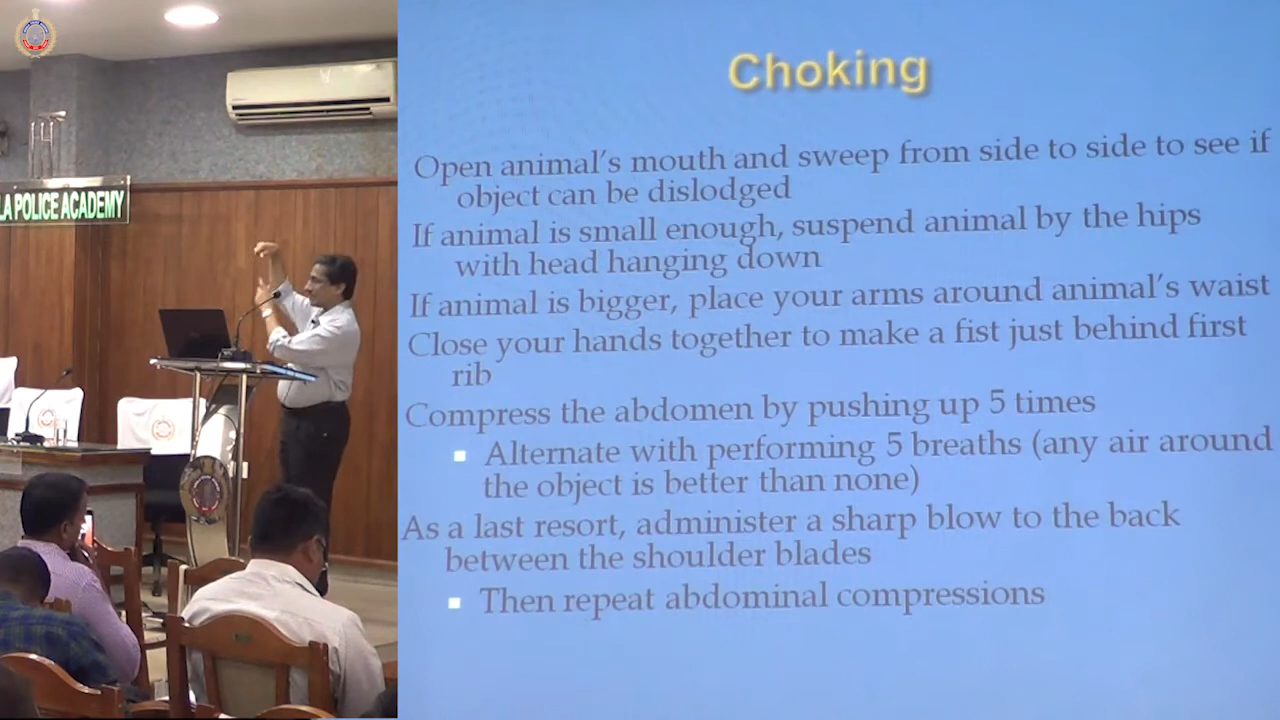 LA POLICE ACADEMY
Choking
Open animal's mouth and sweep from side to side to see if
object can be dislodged
If animal is small enough, suspend animal by the hips
with head hanging down
If animal is bigger, place your arms around animal's waist
Close your hands together to make a fist just behind first
rib
Compress the abdomen by pushing up 5 times
Alternate with performing 5 breaths (any air around
the object is better than none)
As a last resort, administer a sharp blow to the back
between the shoulder blades
Then repeat abdominal compressions